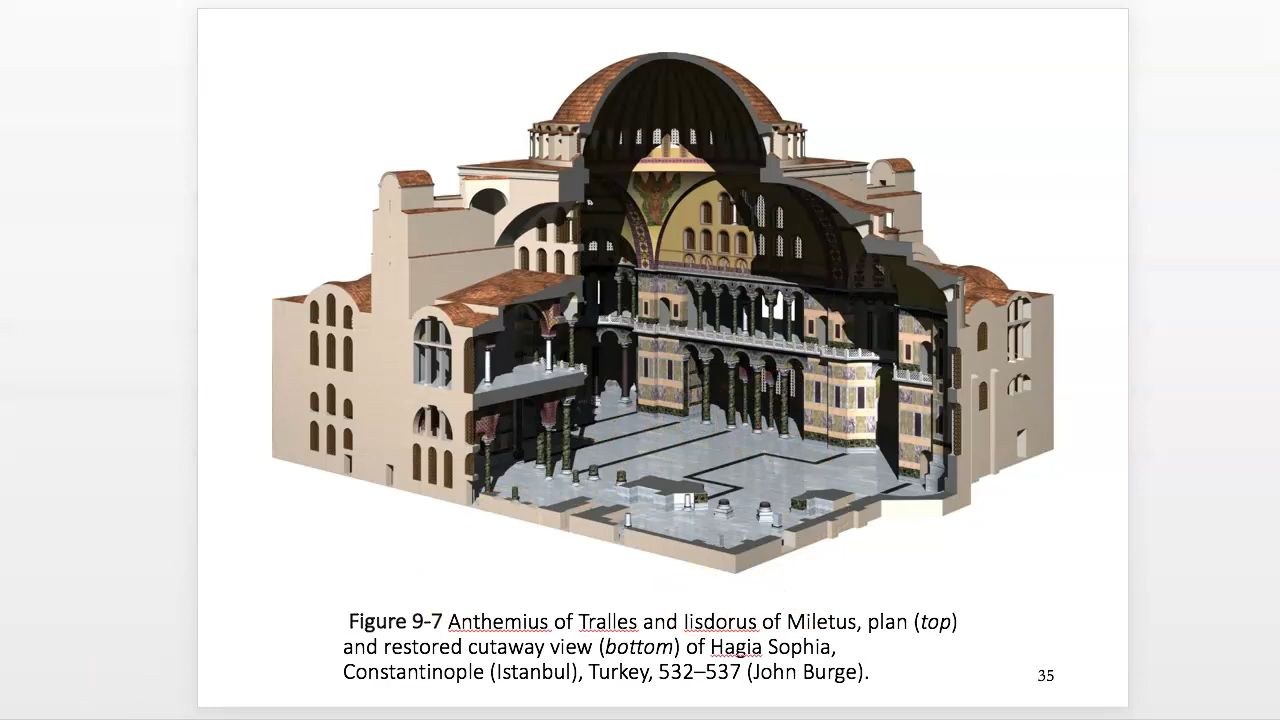 Figure 9-7 Anthemius of Tralles and Iisdorus of Miletus, plan (top)
and restored cutaway view (bottom) of Hagia Sophia,
Constantinople (Istanbul), Turkey, 532–537 (John Burge).
35